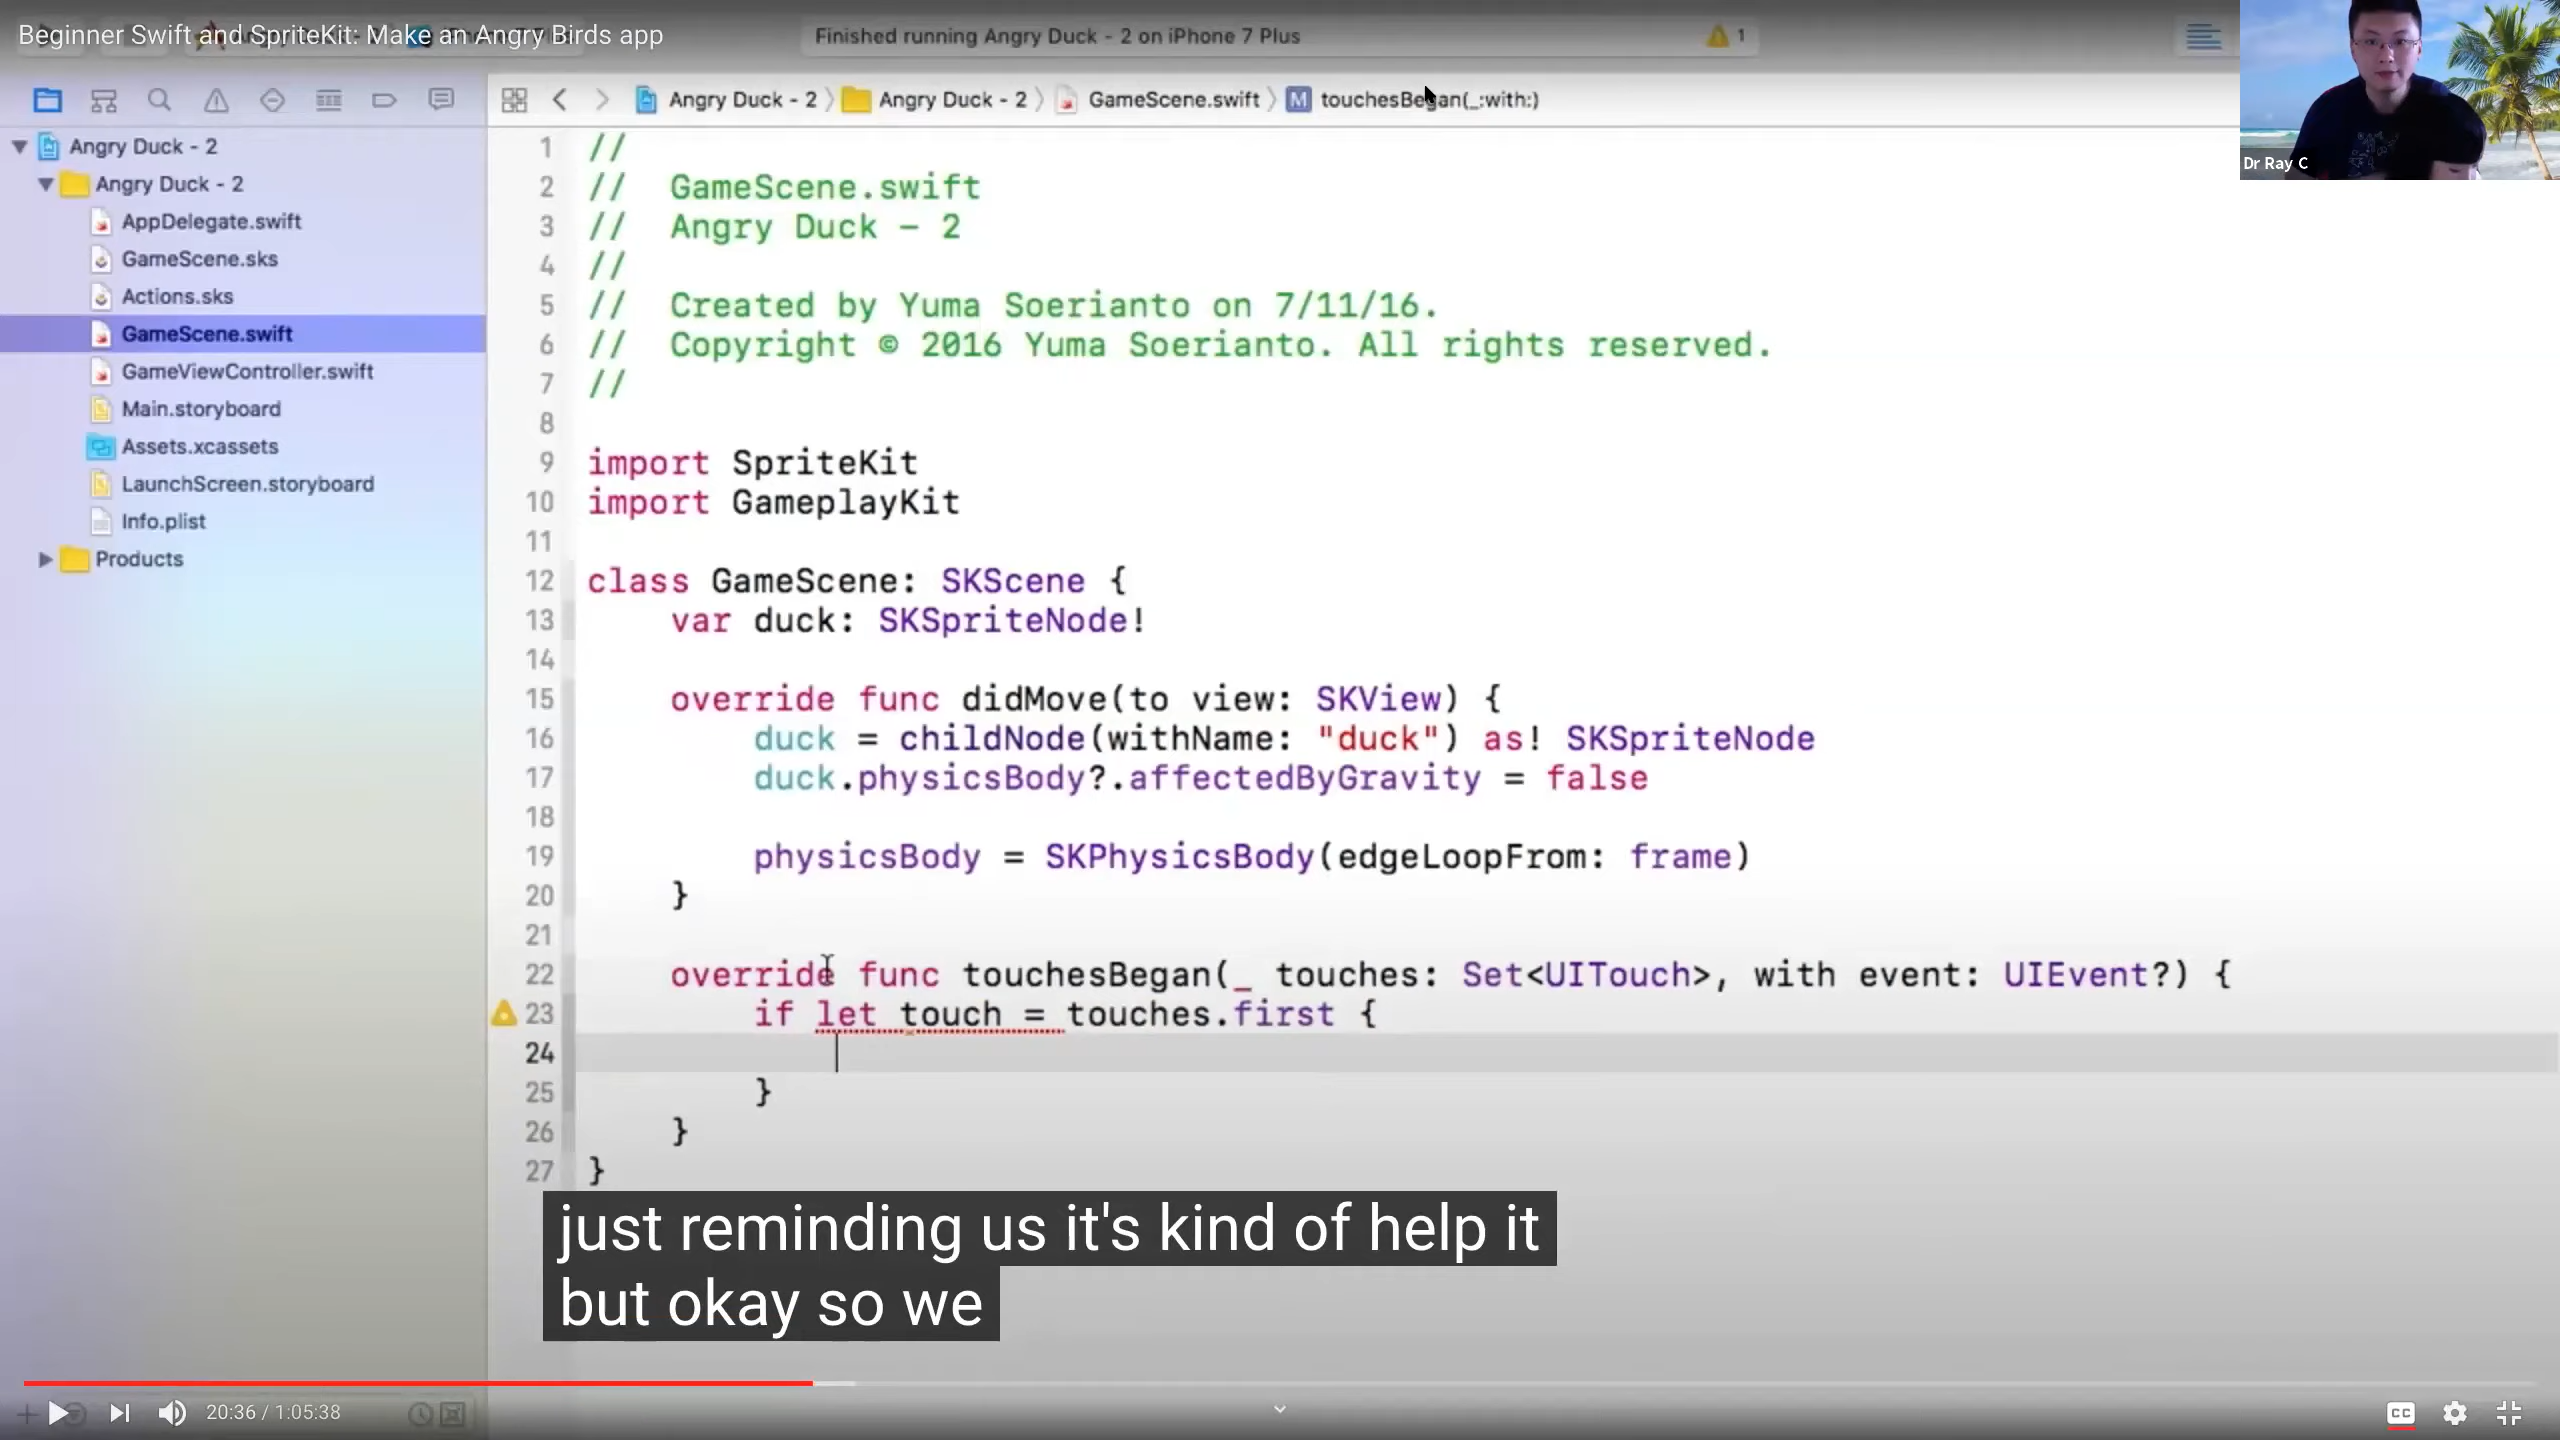 Beginner Swift and SpriteKit: Make an Angry Birds app
Finished running Angry Duck - 2 on iPhone 7 Plus
1
Dr Ray C
Angry Duck - 2
Angry Duck - 2
GameScene.swift
M
touchesBegan(_:with:)
Angry Duck - 2
Angry Duck - 2
AppDelegate.swift
GameScene.sks
Actions.sks
GameScene.swift
GameViewController.swift
Main.storyboard
Assets.xcassets
LaunchScreen.storyboard
Info.plist
Products
1 //
2 //  GameScene.swift
3 //  Angry Duck - 2
4 //
5 //  Created by Yuma Soerianto on 7/11/16.
6 //  Copyright © 2016 Yuma Soerianto. All rights reserved.
7 //
8
9 import SpriteKit
10 import GameplayKit
11
12 class GameScene: SKScene {
13     var duck: SKSpriteNode!
14
15     override func didMove(to view: SKView) {
16         duck = childNode(withName: "duck") as! SKSpriteNode
17         duck.physicsBody?.affectedByGravity = false
18
19         physicsBody = SKPhysicsBody(edgeLoopFrom: frame)
20     }
21
22     override func touchesBegan(_ touches: Set<UITouch>, with event: UIEvent?) {
23         if let touch = touches.first {
24
25         }
26     }
27 }
just reminding us it's kind of help it
but okay so we
20:36 / 1:05:38
CC